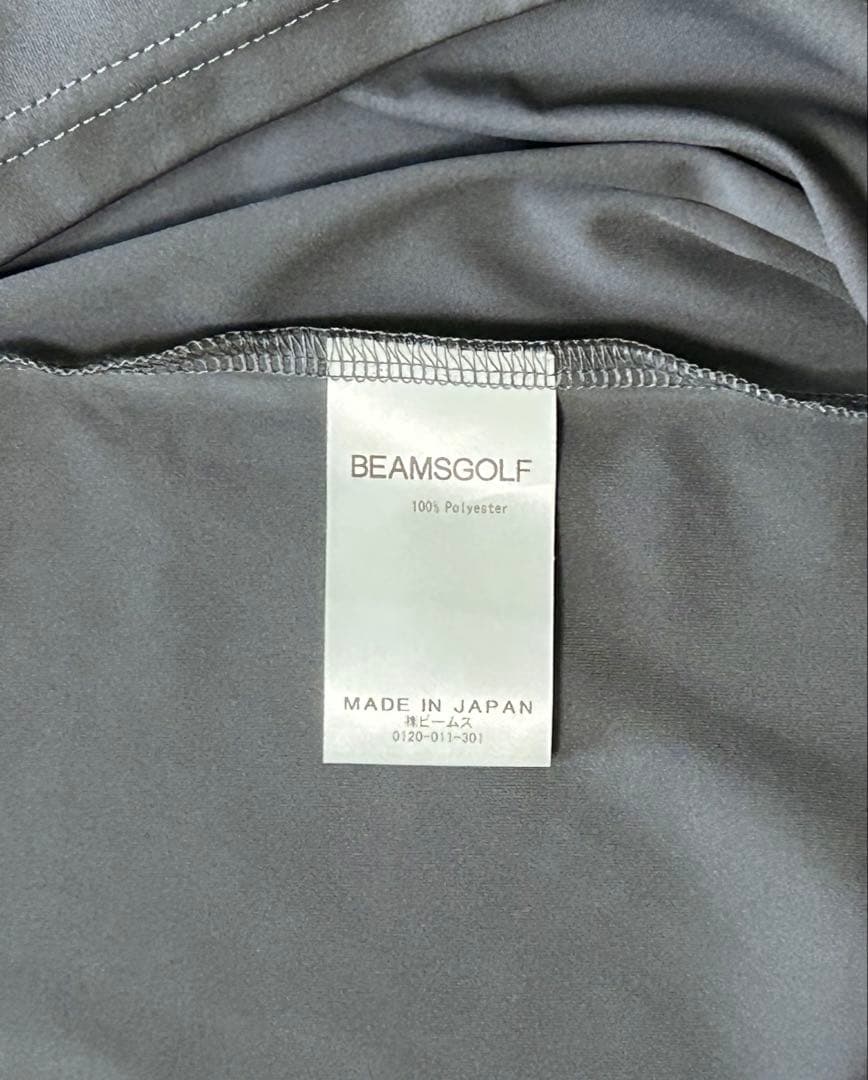 BEAMSGOLF
100% Polyester
MADE IN JAPAN
㈱ビームス
0120-011-301